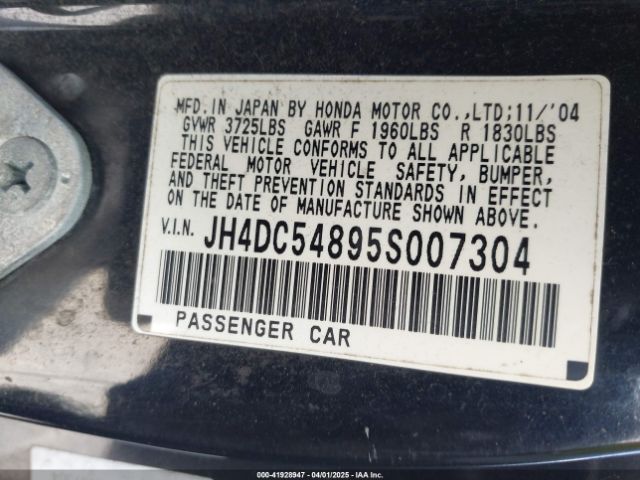 MFD.IN JAPAN BY HONDA MOTOR CO.,LTD;11/'04
GVWR 3725LBS GAWR F 1960LBS R 1830LBS
THIS VEHICLE CONFORMS TO ALL APPLICABLE
FEDERAL MOTOR VEHICLE SAFETY, BUMPER,
AND THEFT PREVENTION STANDARDS IN EFFECT
ON THE DATE OF MANUFACTURE SHOWN ABOVE.
V.I.N. JH4DC54895S007304
PASSENGER CAR
000-41928947 - 04/01/2025 - IAA Inc.